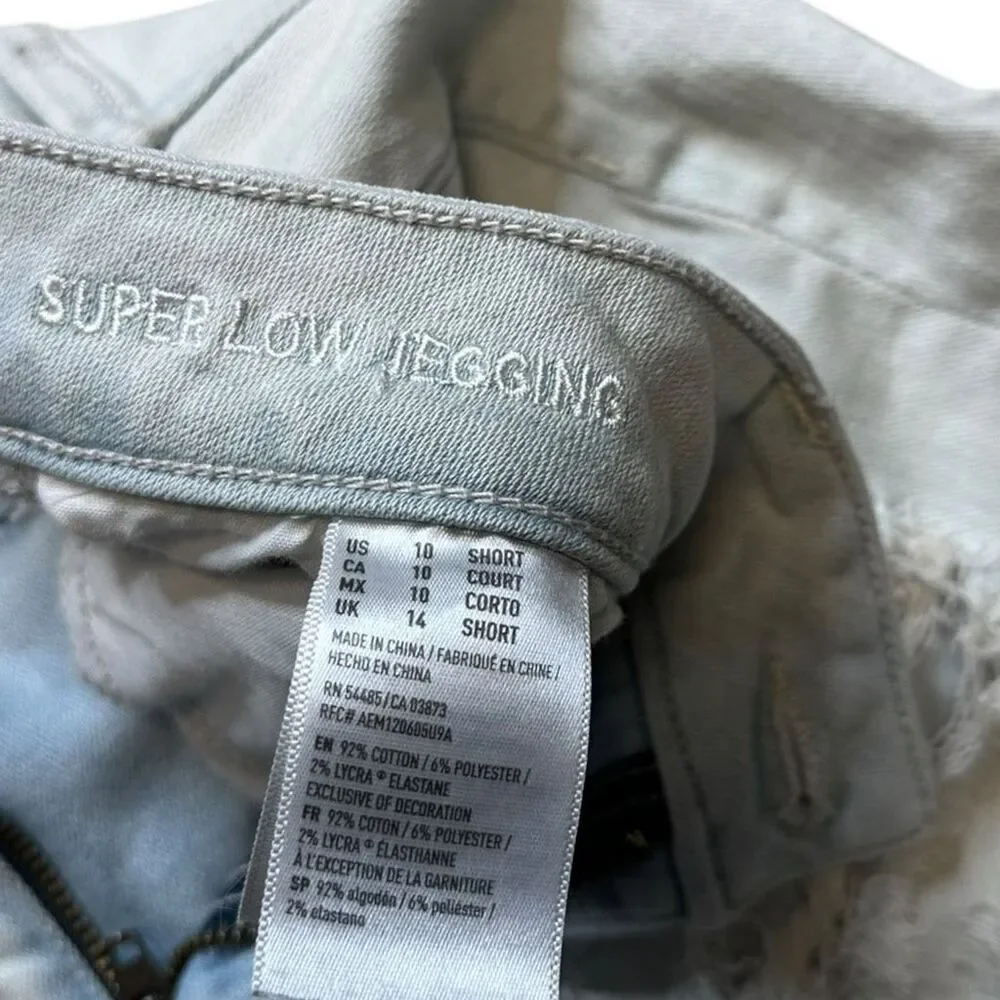 SUPER LOW JEGGING
US 10 SHORT
CA 10 COURT
MX 10 CORTO
UK 14 SHORT
MADE IN CHINA / FABRIQUÉ EN CHINE /
HECHO EN CHINA
RN 54485/CA 03873
RFC# AEM120605U9A
EN 92% COTTON / 6% POLYESTER /
2% LYCRA ® ELASTANE
EXCLUSIVE OF DECORATION
FR 92% COTON / 6% POLYESTER /
2% LYCRA ® ÉLASTHANNE
À L'EXCEPTION DE LA GARNITURE
SP 92% algodón / 6% poliéster /
2% elastano